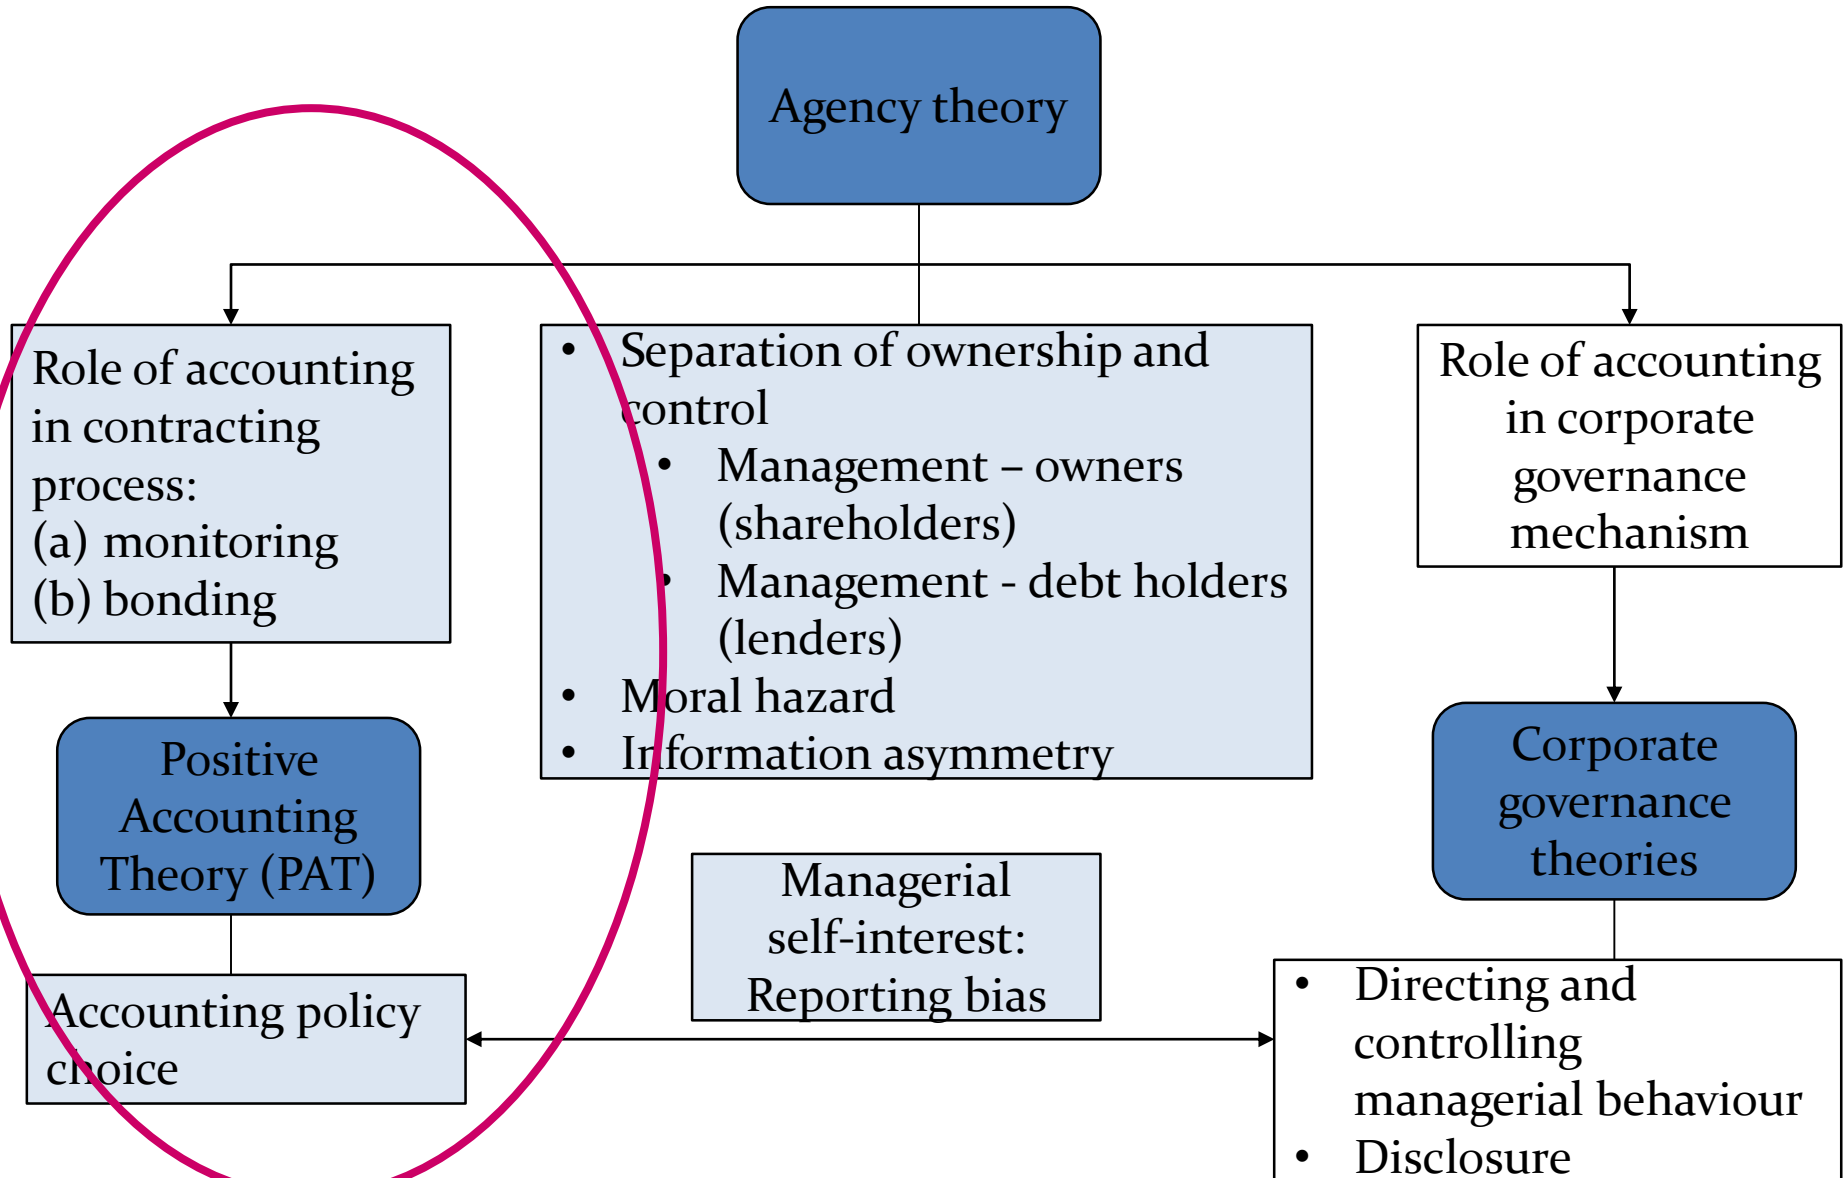 Agency theory
Role of accounting
in contracting
process:
(a) monitoring
(b) bonding
• Separation of ownership and
control
• Management – owners
(shareholders)
• Management - debt holders
(lenders)
• Moral hazard
• Information asymmetry
Role of accounting
in corporate
governance
mechanism
Positive
Accounting
Theory (PAT)
Corporate
governance
theories
Managerial
self-interest:
Reporting bias
Accounting policy
choice
• Directing and
controlling
managerial behaviour
• Disclosure